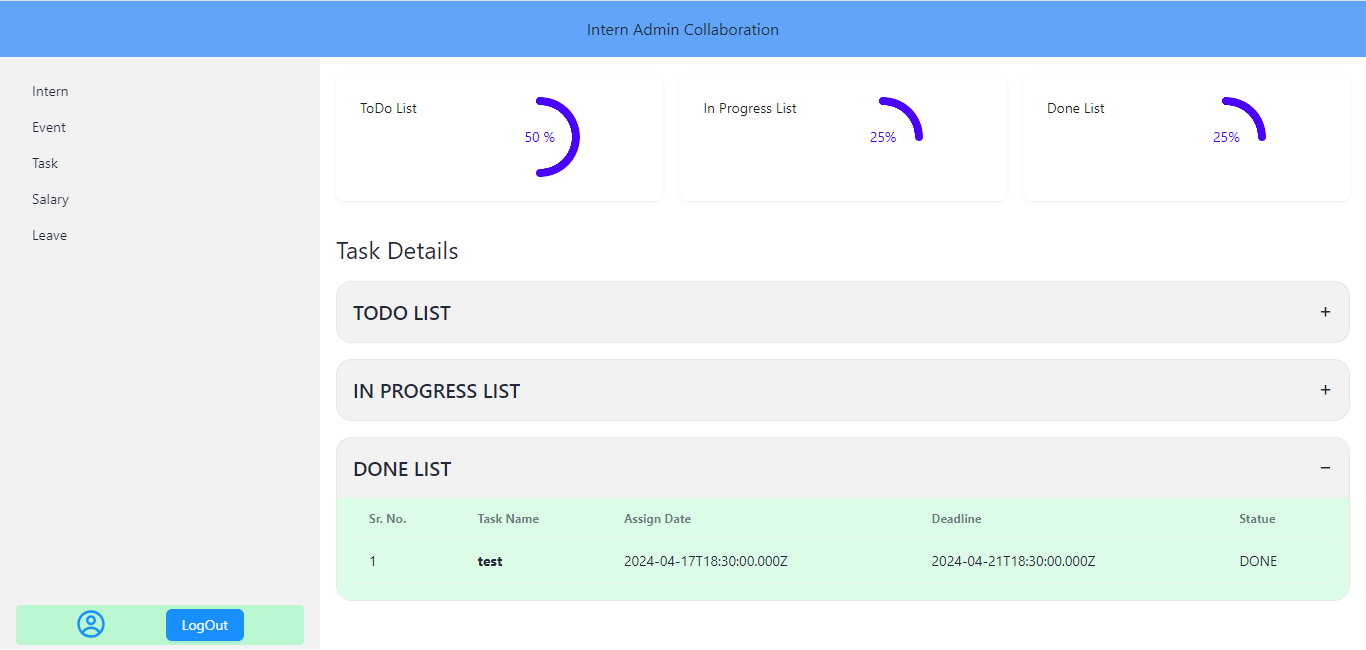 Intern Admin Collaboration
Intern
Event
Task
Salary
Leave
LogOut
ToDo List
50 %
In Progress List
25%
Done List
25%
Task Details
TODO LIST
+
IN PROGRESS LIST
+
DONE LIST
−
Sr. No. Task Name Assign Date Deadline Statue
1 test 2024-04-17T18:30:00.000Z 2024-04-21T18:30:00.000Z DONE